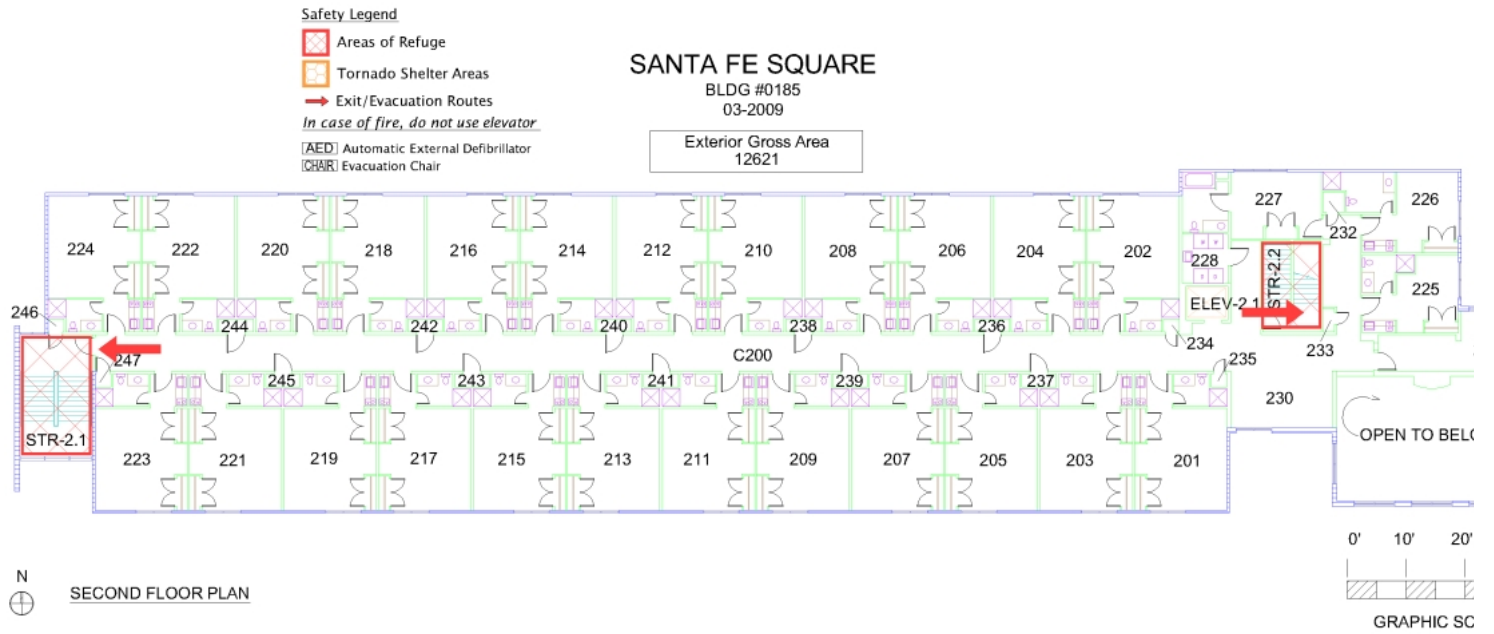 Safety Legend
Areas of Refuge
Tornado Shelter Areas
Exit/Evacuation Routes
In case of fire, do not use elevator
AED Automatic External Defibrillator
CHAIR Evacuation Chair
SANTA FE SQUARE
BLDG #0185
03-2009
Exterior Gross Area
12621
227
226
232
224
222
220
218
216
214
212
210
208
206
204
202
228
STR-2.2
225
ELEV-2.1
246
244
242
240
238
236
234
233
247
C200
235
245
243
241
239
237
230
STR-2.1
OPEN TO BELO
223
221
219
217
215
213
211
209
207
205
203
201
0' 10' 20'
N
SECOND FLOOR PLAN
GRAPHIC SC